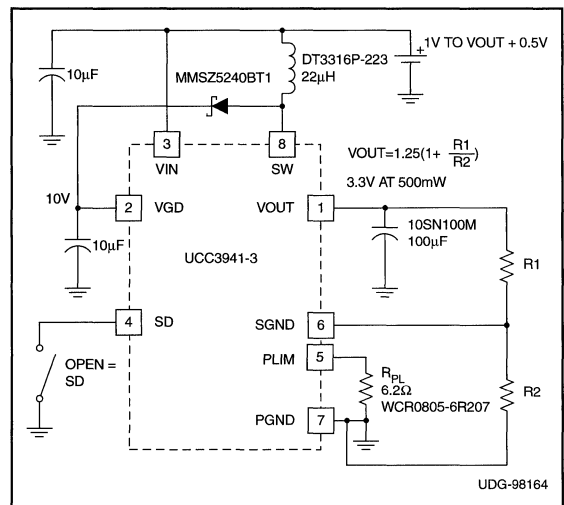 1V TO VOUT + 0.5V
+
DT3316P-223
22µH
10µF
MMSZ5240BT1
3
8
VIN
SW
VOUT=1.25(1+ R1/R2)
3.3V AT 500mW
10V
2
VGD
VOUT
1
10SN100M
100µF
10µF
UCC3941-3
R1
4
SD
SGND
6
PLIM
5
OPEN =
SD
RPL
6.2Ω
WCR0805-6R207
R2
PGND
7
UDG-98164